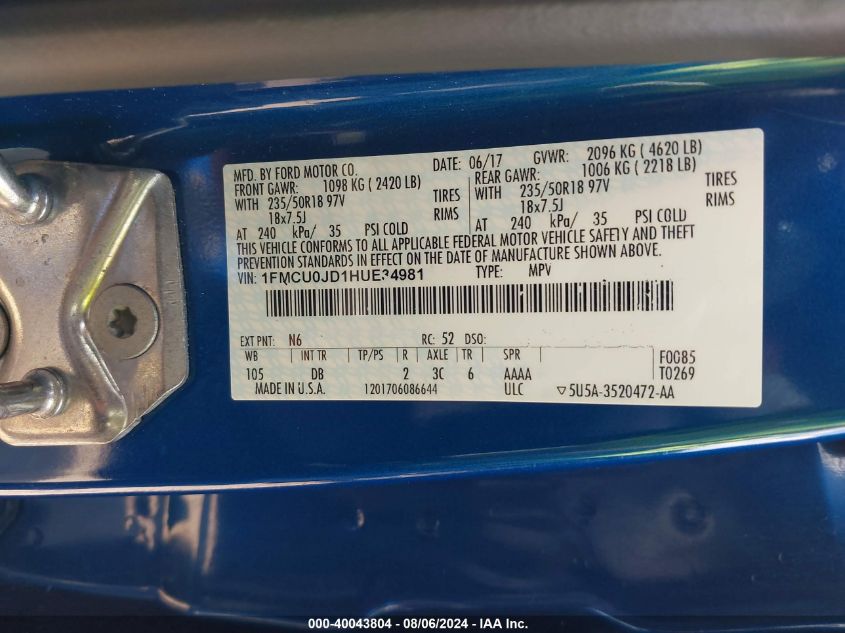 MFD. BY FORD MOTOR CO.
DATE: 06/17 GVWR: 2096 KG ( 4620 LB)
FRONT GAWR: 1098 KG ( 2420 LB)
REAR GAWR: 1006 KG ( 2218 LB)
WITH 235/50R18 97V TIRES
WITH 235/50R18 97V TIRES
18x7.5J RIMS
18x7.5J RIMS
AT 240 kPa/ 35 PSI COLD
AT 240 kPa/ 35 PSI COLD
THIS VEHICLE CONFORMS TO ALL APPLICABLE FEDERAL MOTOR VEHICLE SAFETY AND THEFT
PREVENTION STANDARDS IN EFFECT ON THE DATE OF MANUFACTURE SHOWN ABOVE.
VIN: 1FMCU0JD1HUE34981 TYPE: MPV
EXT PNT: N6 RC: 52 DSO:
WB INT TR TP/PS R AXLE TR SPR F0085
105 DB 2 3C 6 AAAA T0269
MADE IN U.S.A. 1201706086644 ULC ▽5U5A-3520472-AA
000-40043804 - 08/06/2024 - IAA Inc.